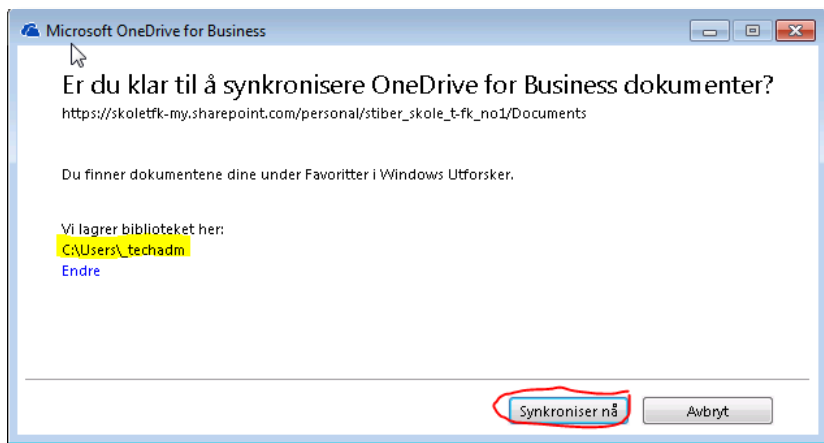 Microsoft OneDrive for Business
Er du klar til å synkronisere OneDrive for Business dokumenter?
https://skoletfk-my.sharepoint.com/personal/stiber_skole_t-fk_no1/Documents
Du finner dokumentene dine under Favoritter i Windows Utforsker.
Vi lagrer biblioteket her:
C:\Users\_techadm
Endre
Synkroniser nå
Avbryt